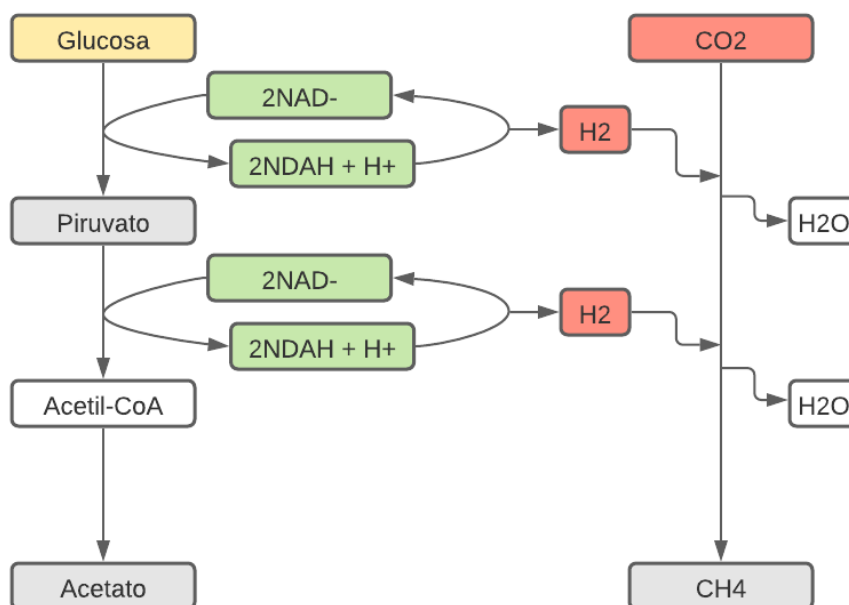 Glucosa
CO2
2NAD-
H2
2NDAH + H+
Piruvato
H2O
2NAD-
H2
2NDAH + H+
Acetil-CoA
H2O
Acetato
CH4